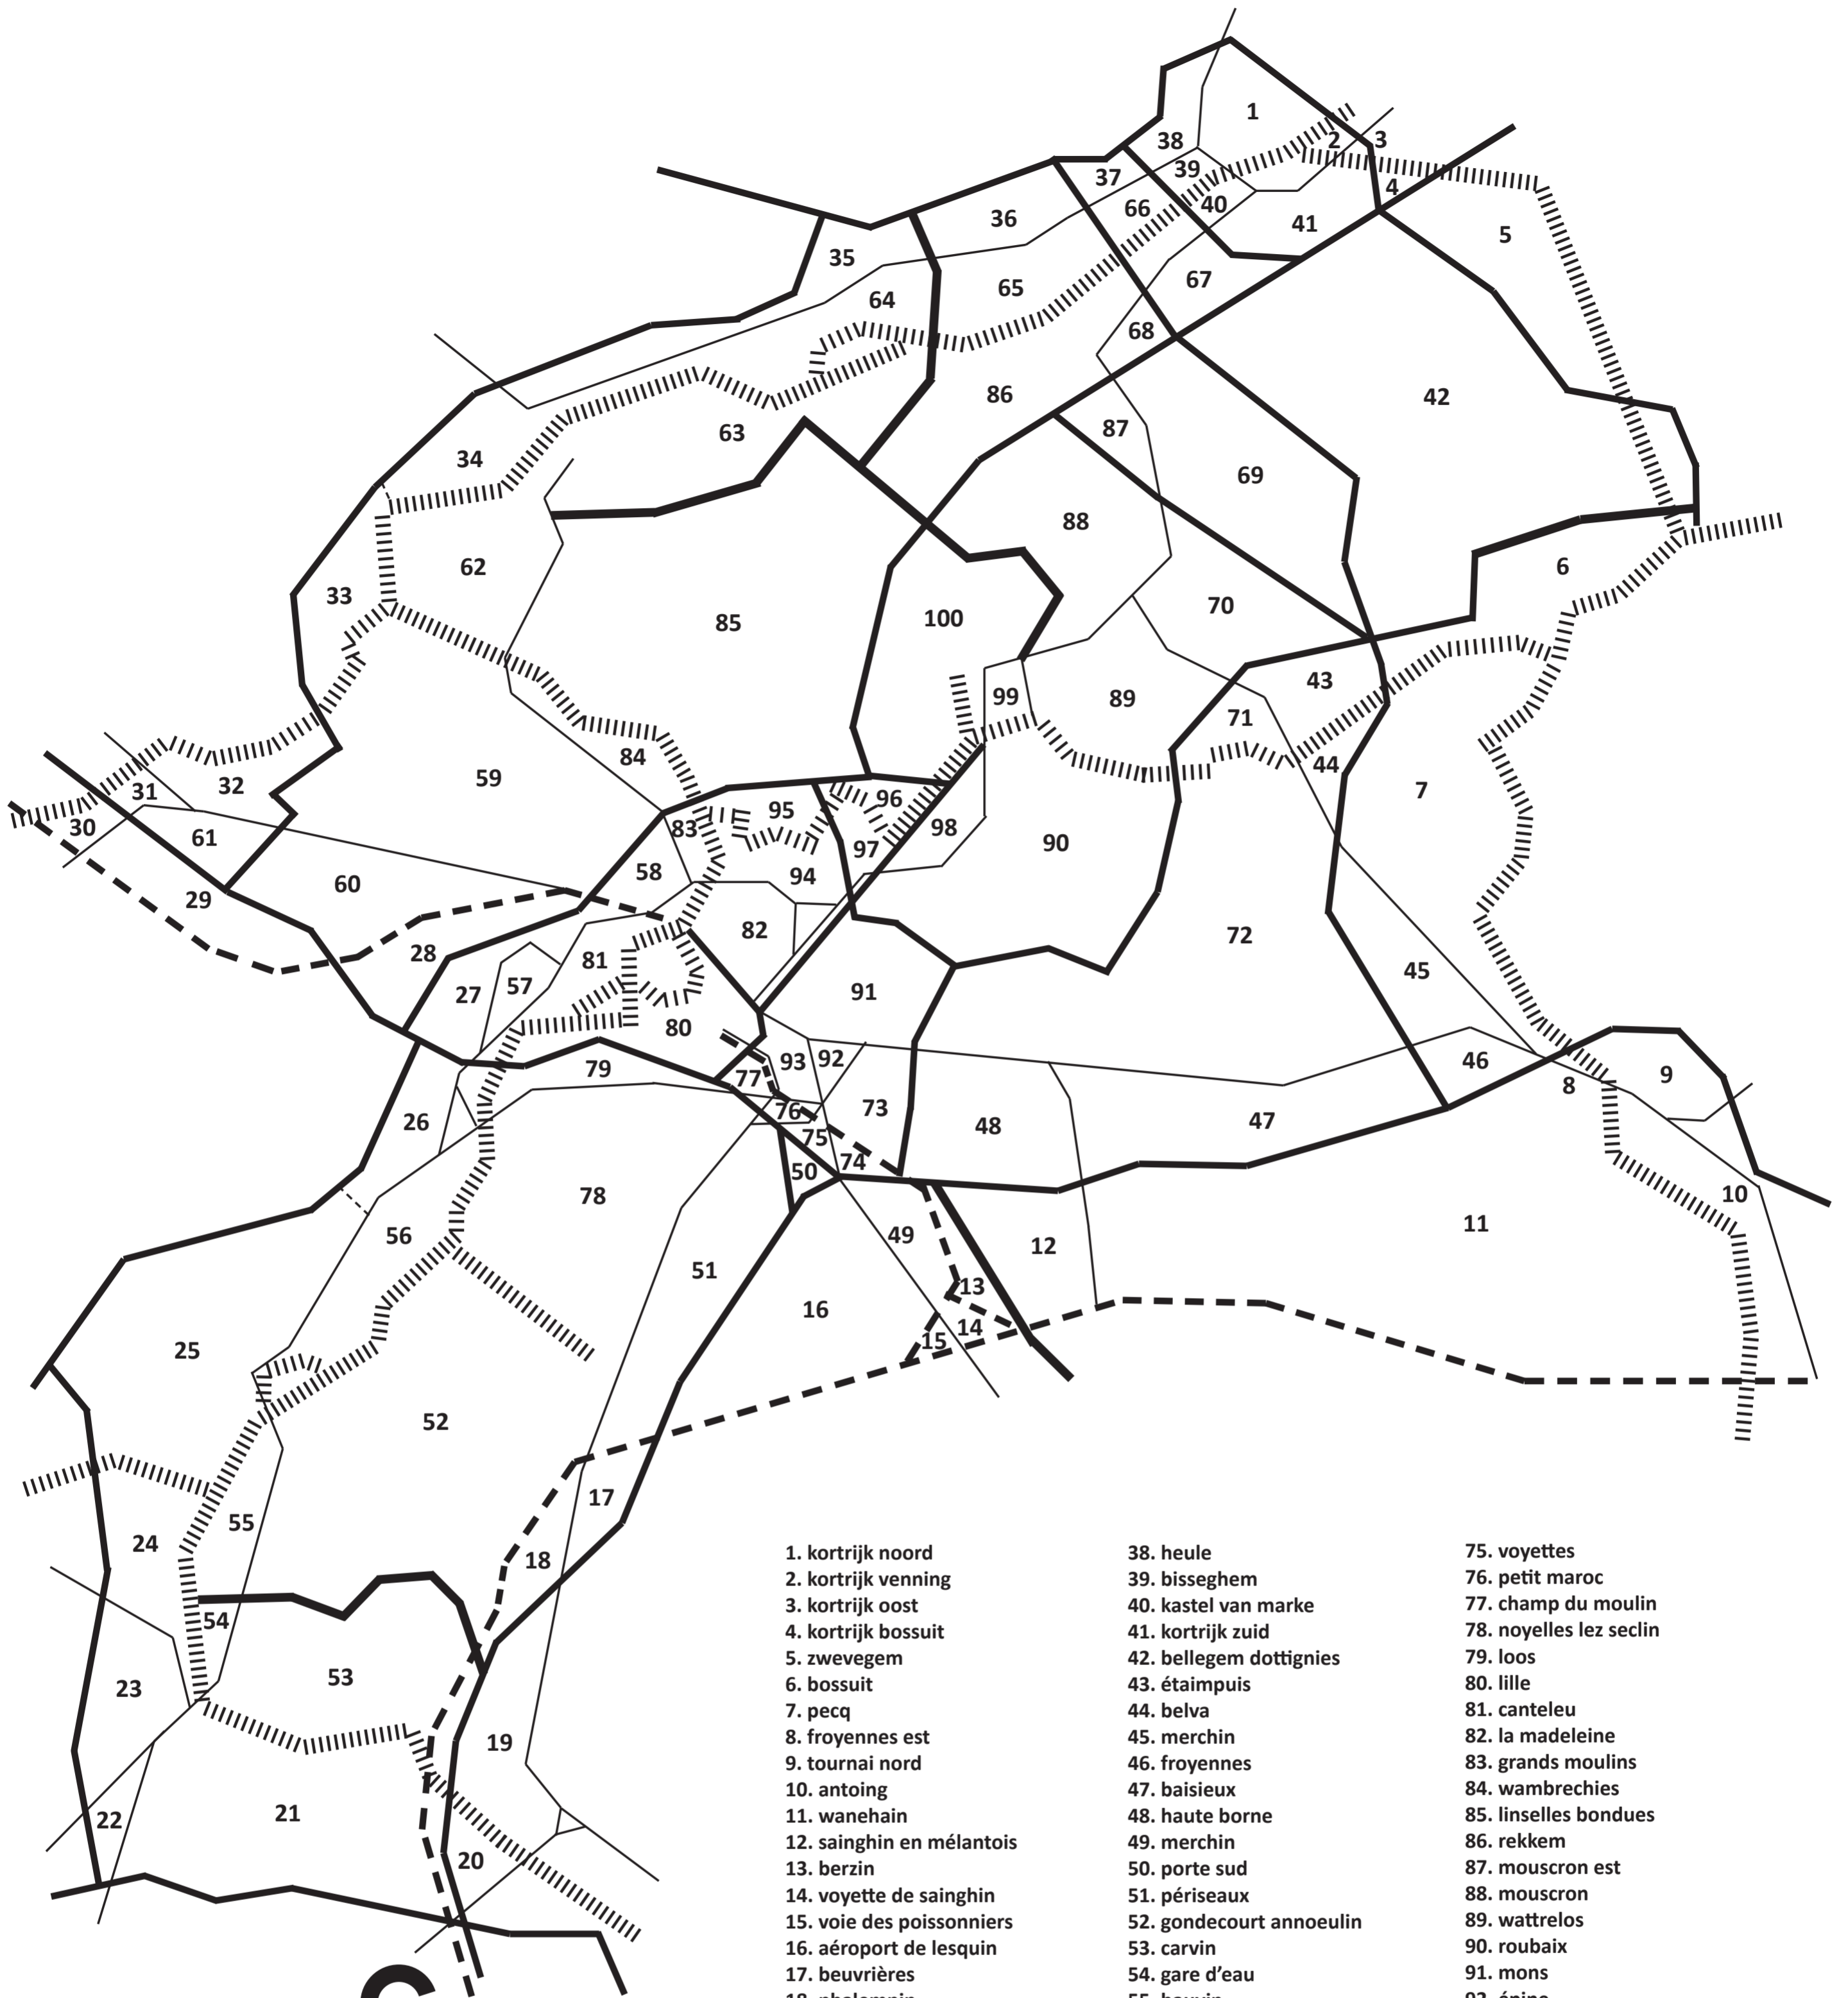 1
2
3
38
39
37
4
40
66
36
41
5
35
67
65
64
68
86
42
87
63
34
69
88
62
6
33
70
100
85
43
99
89
71
84
44
59
32
7
31
96
95
30
83
98
61
90
97
58
94
60
29
82
72
28
81
45
57
91
27
80
92
93
46
79
9
77
8
73
76
26
47
48
75
74
50
10
78
11
49
56
12
51
13
16
14
15
25
52
17
55
24
18
54
53
23
19
21
22
20
1. kortrijk noord
2. kortrijk venning
3. kortrijk oost
4. kortrijk bossuit
5. zwevegem
6. bossuit
7. pecq
8. froyennes est
9. tournai nord
10. antoing
11. wanehain
12. sainghin en mélantois
13. berzin
14. voyette de sainghin
15. voie des poissonniers
16. aéroport de lesquin
17. beuvrières
38. heule
39. bisseghem
40. kastel van marke
41. kortrijk zuid
42. bellegem dottignies
43. étaimpuis
44. belva
45. merchin
46. froyennes
47. baisieux
48. haute borne
49. merchin
50. porte sud
51. périseaux
52. gondecourt annoeulin
53. carvin
54. gare d'eau
75. voyettes
76. petit maroc
77. champ du moulin
78. noyelles lez seclin
79. loos
80. lille
81. canteleu
82. la madeleine
83. grands moulins
84. wambrechies
85. linselles bondues
86. rekkem
87. mouscron est
88. mouscron
89. wattrelos
90. roubaix
91. mons